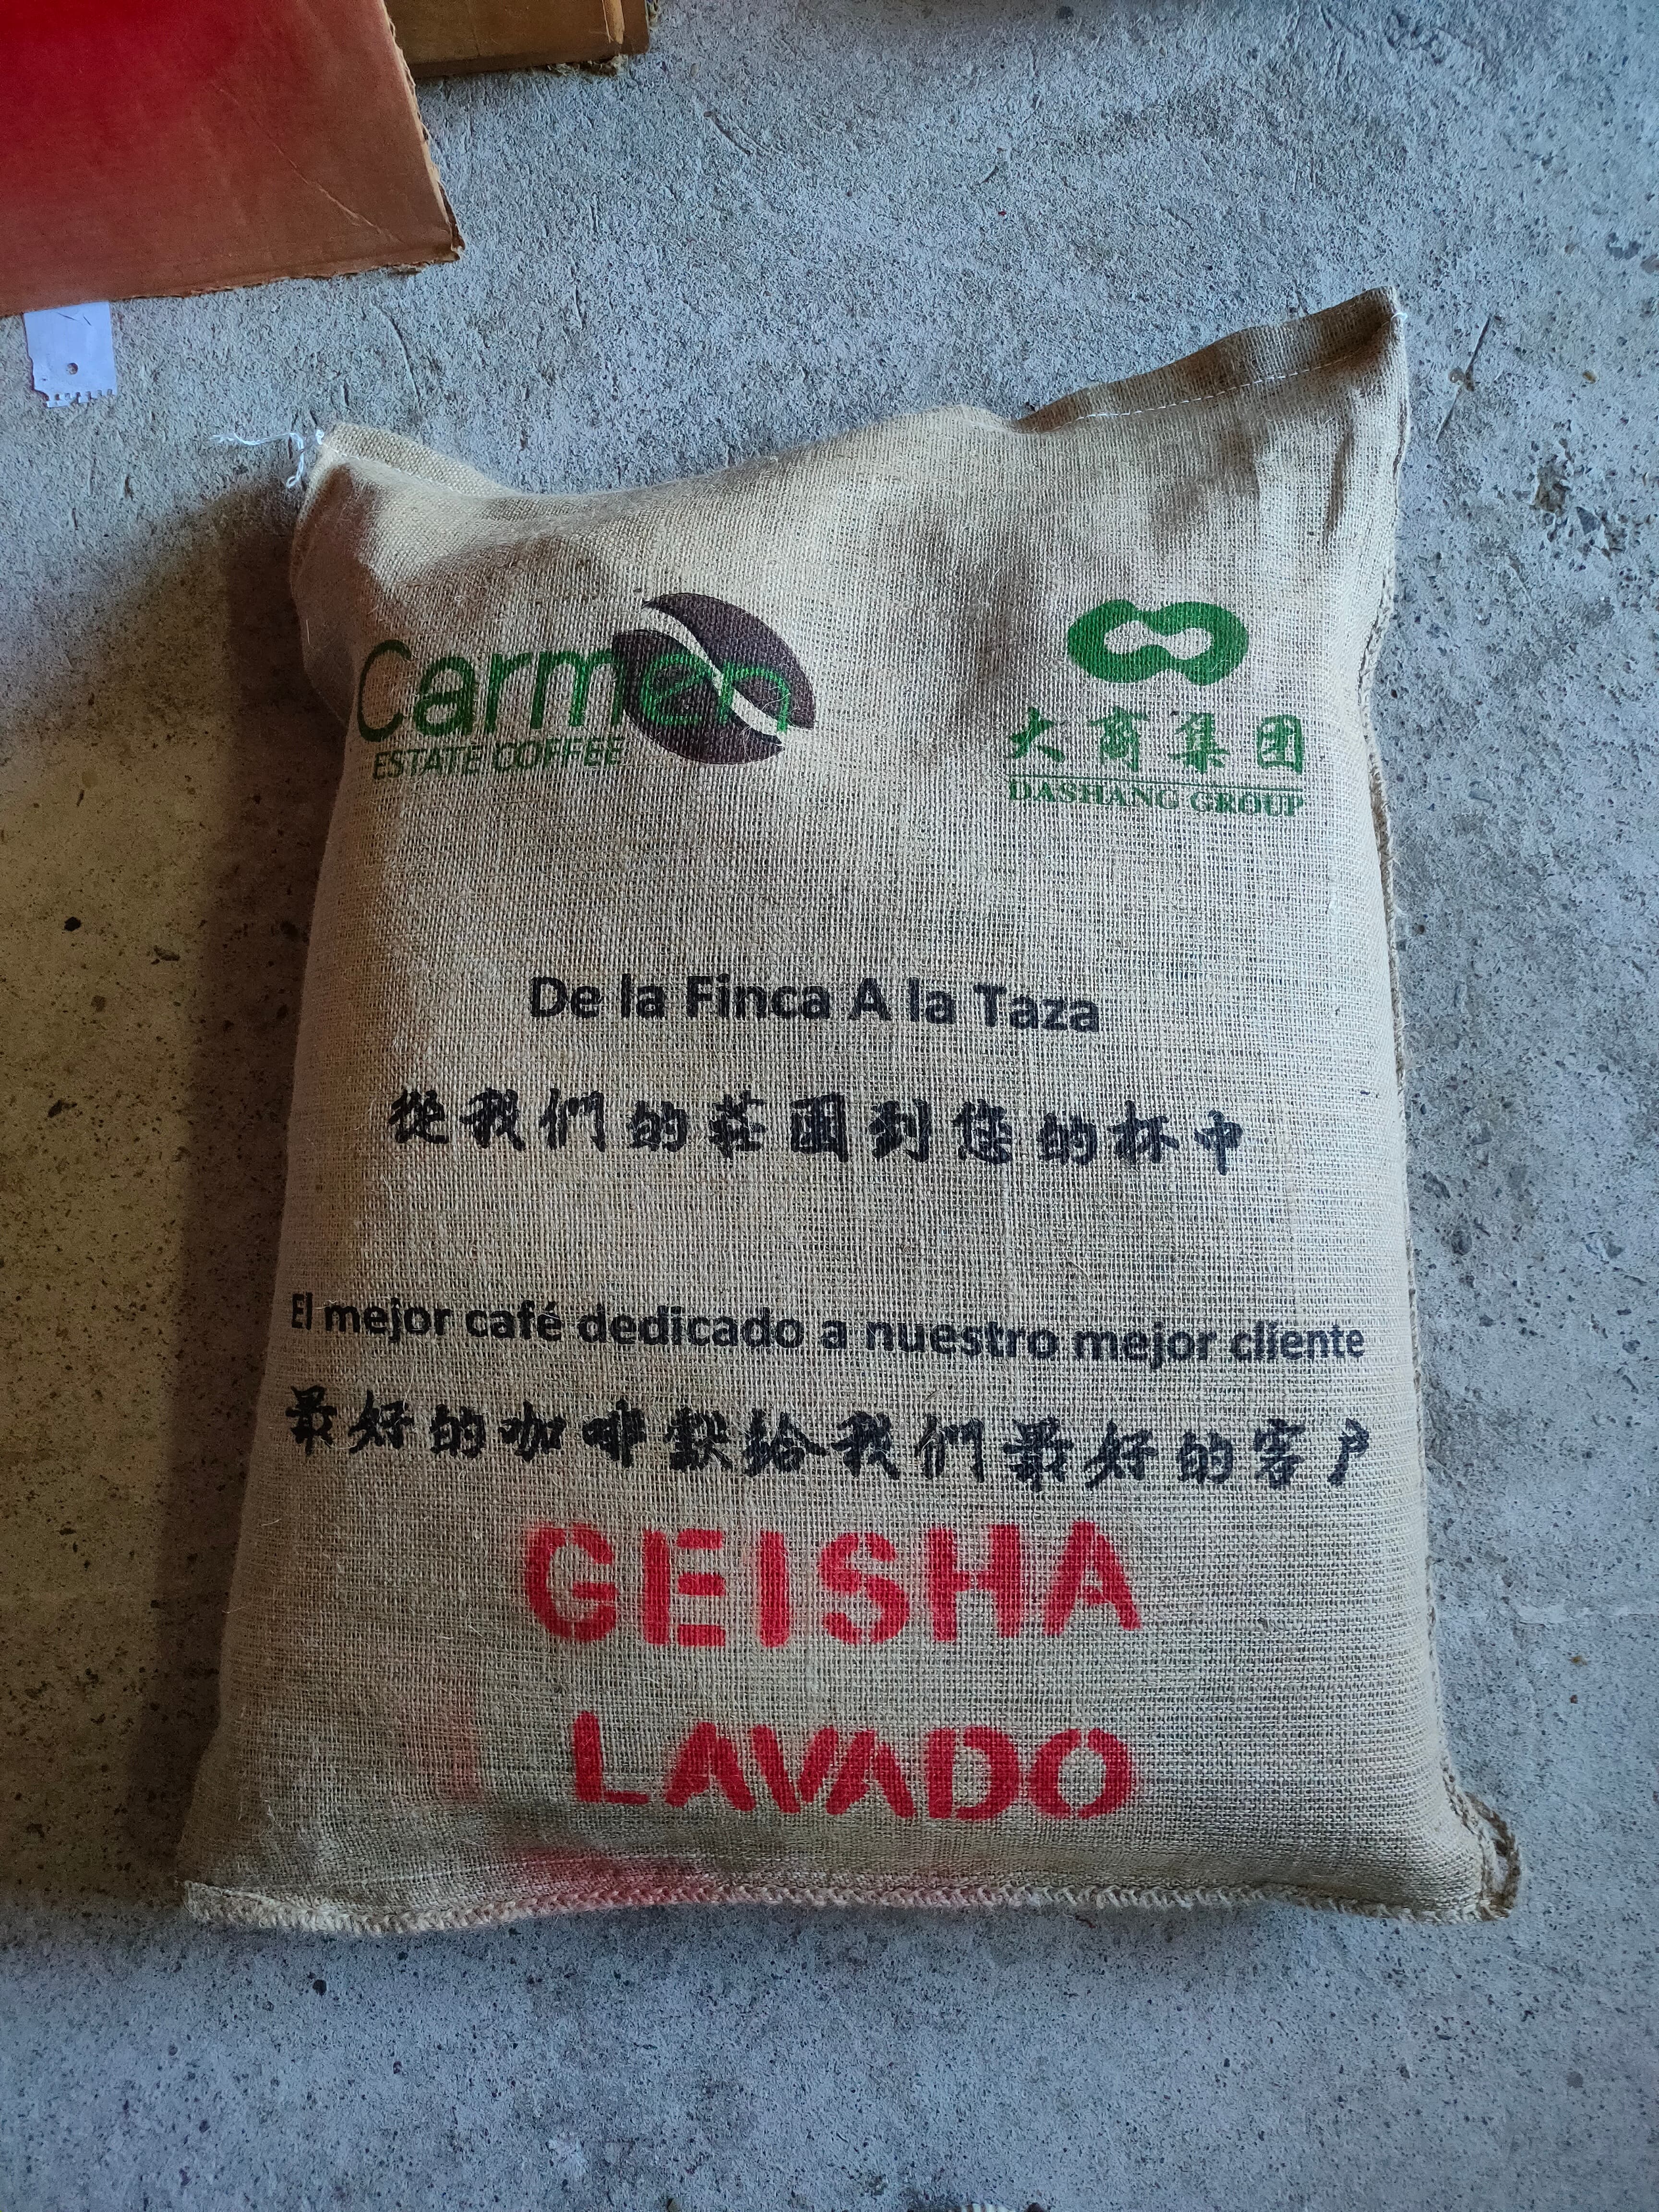 Carmen
ESTATE COFFEE
大商集团
DASHANG GROUP
De la Finca A la Taza
從我們的莊園到您的杯中
El mejor café dedicado a nuestro mejor cliente
最好的咖啡獻給我們最好的客户
GEISHA
LAVADO